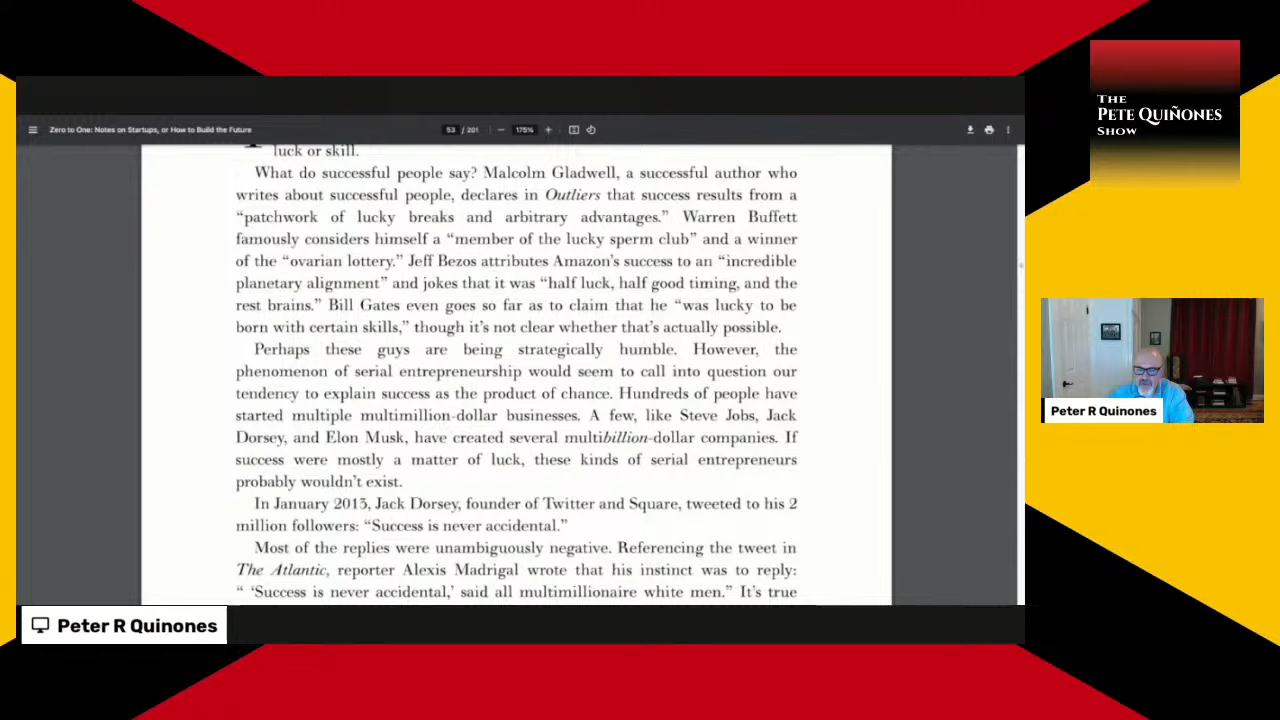 Zero to One: Notes on Startups, or How to Build the Future
53 / 201
175%
luck or skill.
What do successful people say? Malcolm Gladwell, a successful author who
writes about successful people, declares in Outliers that success results from a
“patchwork of lucky breaks and arbitrary advantages.” Warren Buffett
famously considers himself a “member of the lucky sperm club” and a winner
of the “ovarian lottery.” Jeff Bezos attributes Amazon’s success to an “incredible
planetary alignment” and jokes that it was “half luck, half good timing, and the
rest brains.” Bill Gates even goes so far as to claim that he “was lucky to be
born with certain skills,” though it’s not clear whether that’s actually possible.
Perhaps these guys are being strategically humble. However, the
phenomenon of serial entrepreneurship would seem to call into question our
tendency to explain success as the product of chance. Hundreds of people have
started multiple multimillion-dollar businesses. A few, like Steve Jobs, Jack
Dorsey, and Elon Musk, have created several multibillion-dollar companies. If
success were mostly a matter of luck, these kinds of serial entrepreneurs
probably wouldn’t exist.
In January 2013, Jack Dorsey, founder of Twitter and Square, tweeted to his 2
million followers: “Success is never accidental.”
Most of the replies were unambiguously negative. Referencing the tweet in
The Atlantic, reporter Alexis Madrigal wrote that his instinct was to reply:
“ ‘Success is never accidental,’ said all multimillionaire white men.” It’s true
Peter R Quinones
THE
PETE QUIÑONES
SHOW
Peter R Quinones